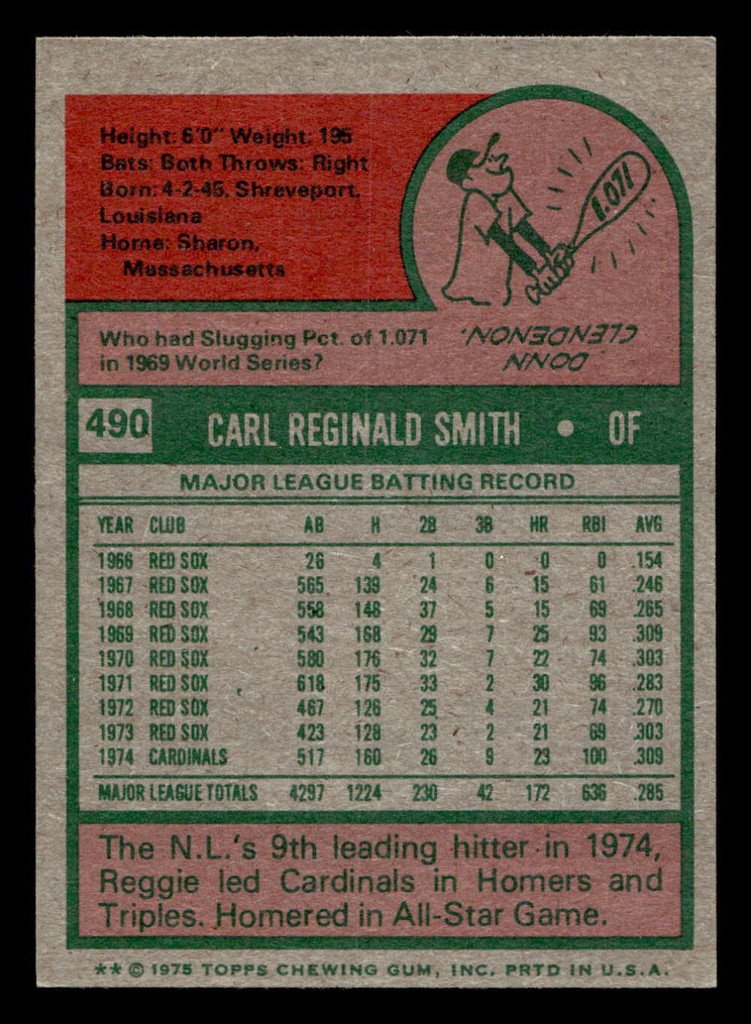 Height: 6'0" Weight: 195
Bats: Both Throws: Right
Born: 4-2-45, Shreveport,
Louisiana
Home: Sharon,
Massachusetts
1.071
Who had Slugging Pct. of 1.071
in 1969 World Series?
DONN
CLENDENON.
490 CARL REGINALD SMITH • OF
MAJOR LEAGUE BATTING RECORD
YEAR CLUB AB H 2B 3B HR RBI AVG
1966 RED SOX 26 4 1 0 0 0 .154
1967 RED SOX 565 139 24 6 15 61 .246
1968 RED SOX 558 148 37 5 15 69 .265
1969 RED SOX 543 168 29 7 25 93 .309
1970 RED SOX 580 176 32 7 22 74 .303
1971 RED SOX 618 175 33 2 30 96 .283
1972 RED SOX 467 126 25 4 21 74 .270
1973 RED SOX 423 128 23 2 21 69 .303
1974 CARDINALS 517 160 26 9 23 100 .309
MAJOR LEAGUE TOTALS 4297 1224 230 42 172 636 .285
The N.L.'s 9th leading hitter in 1974,
Reggie led Cardinals in Homers and
Triples. Homered in All-Star Game.
** © 1975 TOPPS CHEWING GUM, INC. PRTD IN U.S.A.